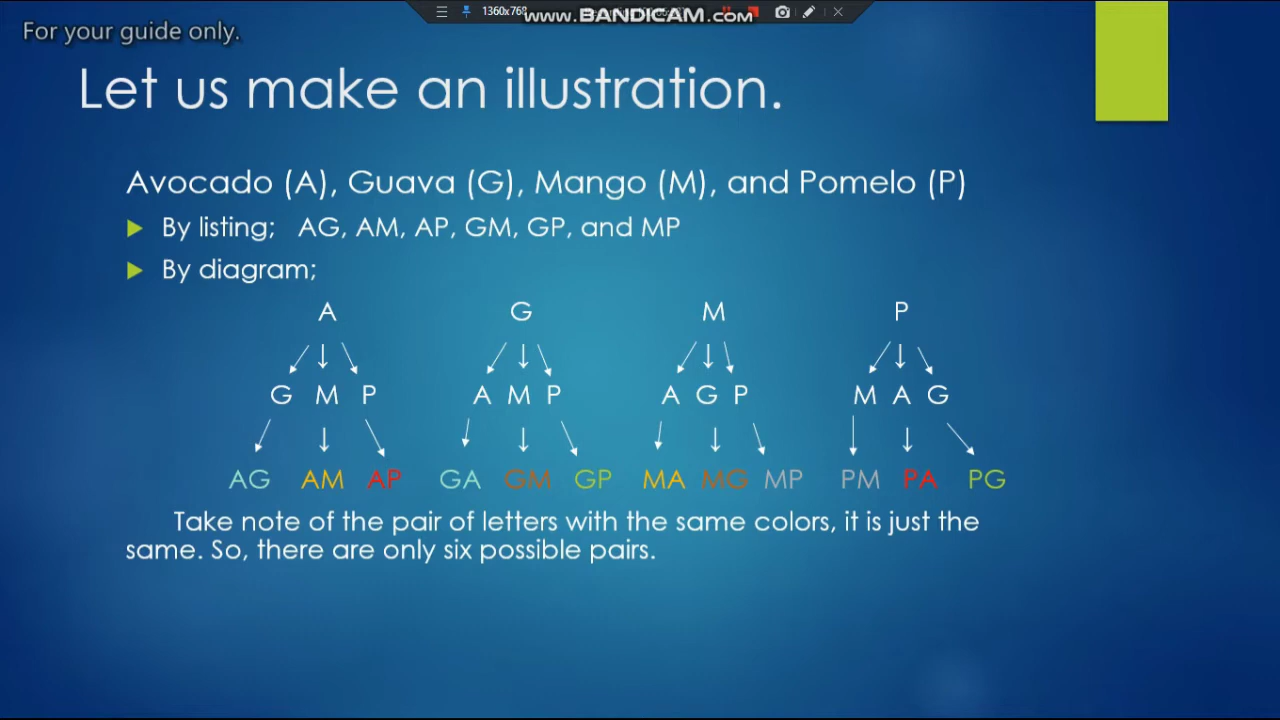 1360x768
www.BANDICAM.com
For your guide only.
Let us make an illustration.
Avocado (A), Guava (G), Mango (M), and Pomelo (P)
By listing; AG, AM, AP, GM, GP, and MP
By diagram;
A G M P
G M P A M P A G P M A G
AG AM AP GA GM GP MA MG MP PM PA PG
Take note of the pair of letters with the same colors, it is just the
same. So, there are only six possible pairs.